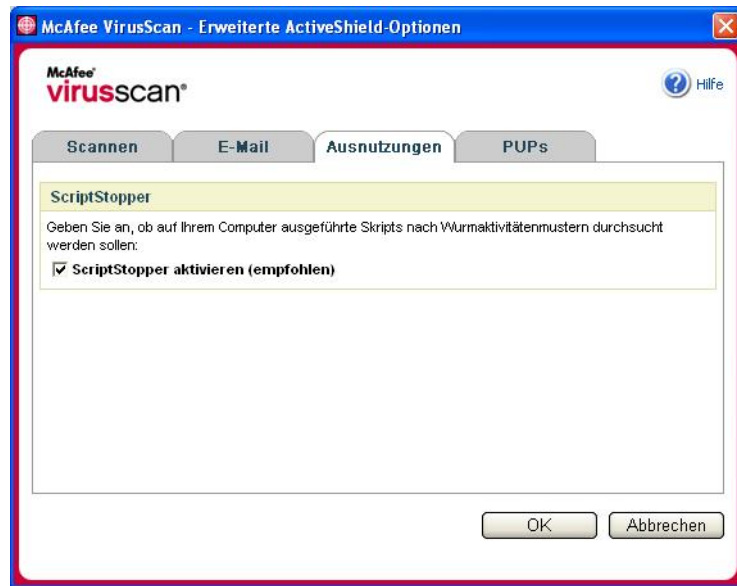 McAfee VirusScan - Erweiterte ActiveShield-Optionen
McAfee®
virusscan®
Hilfe
Scannen
E-Mail
Ausnutzungen
PUPs
ScriptStopper
Geben Sie an, ob auf Ihrem Computer ausgeführte Skripts nach Wurmaktivitätenmustern durchsucht
werden sollen:
ScriptStopper aktivieren (empfohlen)
OK
Abbrechen